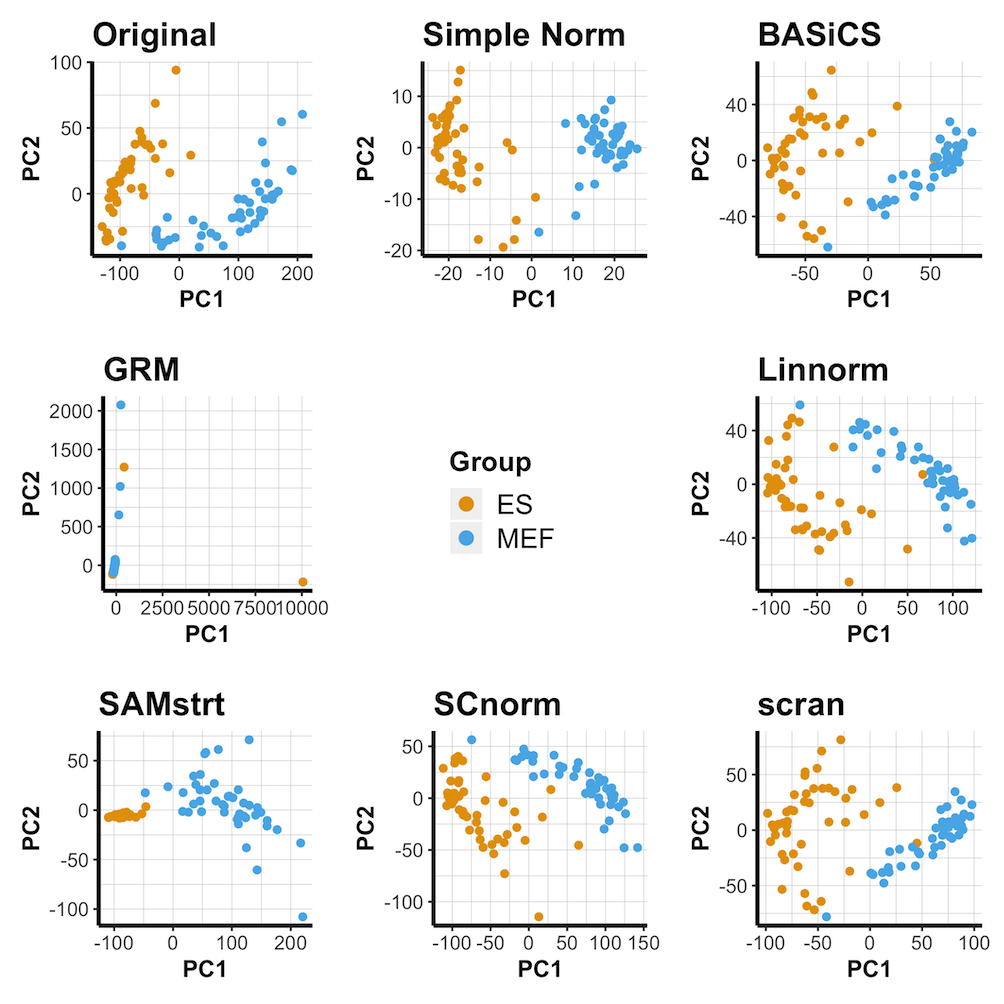 Original
100
50
0
PC2
-100 0 100 200
PC1
Simple Norm
10
0
-10
-20
PC2
-20 -10 0 10 20
PC1
BASiCS
40
0
-40
PC2
-50 0 50
PC1
GRM
2000
1500
1000
500
0
PC2
0 2500 5000 7500 10000
PC1
Group
ES
MEF
Linnorm
40
0
-40
PC2
-100 -50 0 50 100
PC1
SAMstrt
50
0
-50
-100
PC2
-100 0 100 200
PC1
SCnorm
50
0
-50
-100
PC2
-100 -50 0 50 100 150
PC1
scran
50
0
-50
PC2
-100 -50 0 50 100
PC1